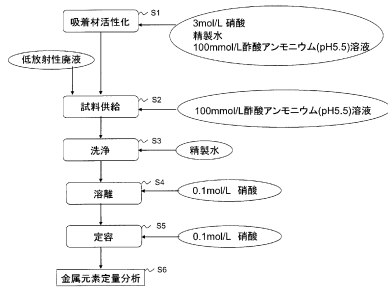 吸着材活性化
S1
3mol/L 硝酸
精製水
100mmol/L酢酸アンモニウム(pH5.5)溶液
低放射性廃液
試料供給
S2
100mmol/L酢酸アンモニウム(pH5.5)溶液
洗浄
S3
精製水
溶離
S4
0.1mol/L 硝酸
定容
S5
0.1mol/L 硝酸
金属元素定量分析
S6